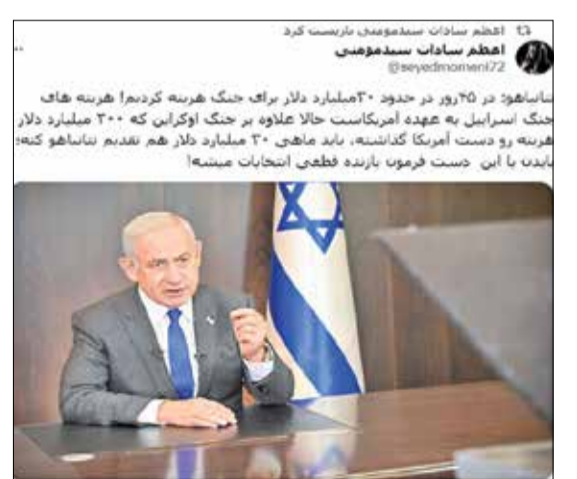 اعظم سادات سیدمومنی بازپست کرد
اعظم سادات سیدمومنی
@seyedmomeni72
نتانیاهو: در ۴۵روز در حدود ۳۰میلیارد دلار برای جنگ هزینه کردیم! هزینه های
جنگ اسراییل به عهده آمریکاست حالا علاوه بر جنگ اوکراین که ۳۰۰ میلیارد دلار
هزینه رو دست آمریکا گذاشته، باید ماهی ۳۰ میلیارد دلار هم تقدیم نتانیاهو کنه؛
بایدن با این دست فرمون بازنده قطعی انتخابات میشه!